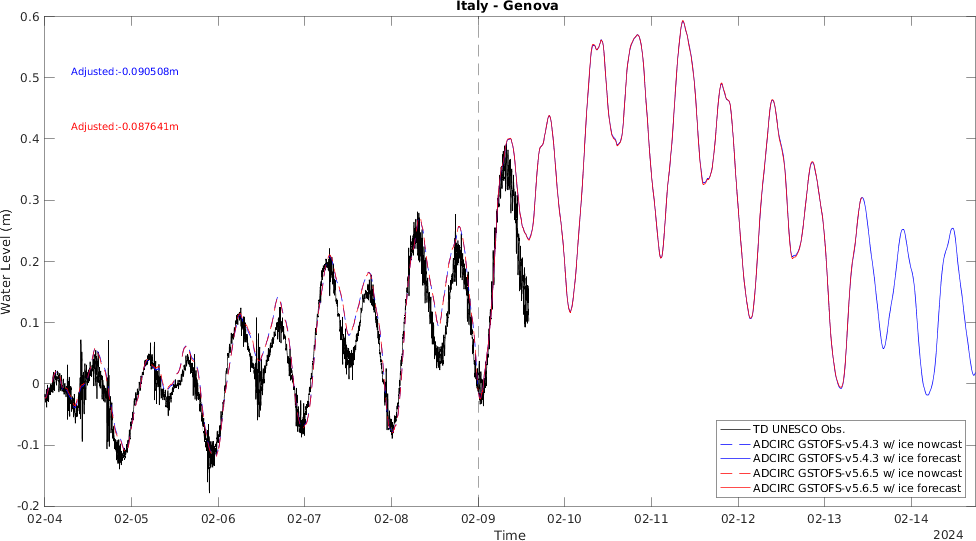 Italy - Genova
0.6
0.5
0.4
0.3
0.2
0.1
0
-0.1
-0.2
Water Level (m)
Adjusted:-0.090508m
Adjusted:-0.087641m
TD UNESCO Obs.
ADCIRC GSTOFS-v5.4.3 w/ ice nowcast
ADCIRC GSTOFS-v5.4.3 w/ ice forecast
ADCIRC GSTOFS-v5.6.5 w/ ice nowcast
ADCIRC GSTOFS-v5.6.5 w/ ice forecast
02-04 02-05 02-06 02-07 02-08 02-09 02-10 02-11 02-12 02-13 02-14
Time
2024